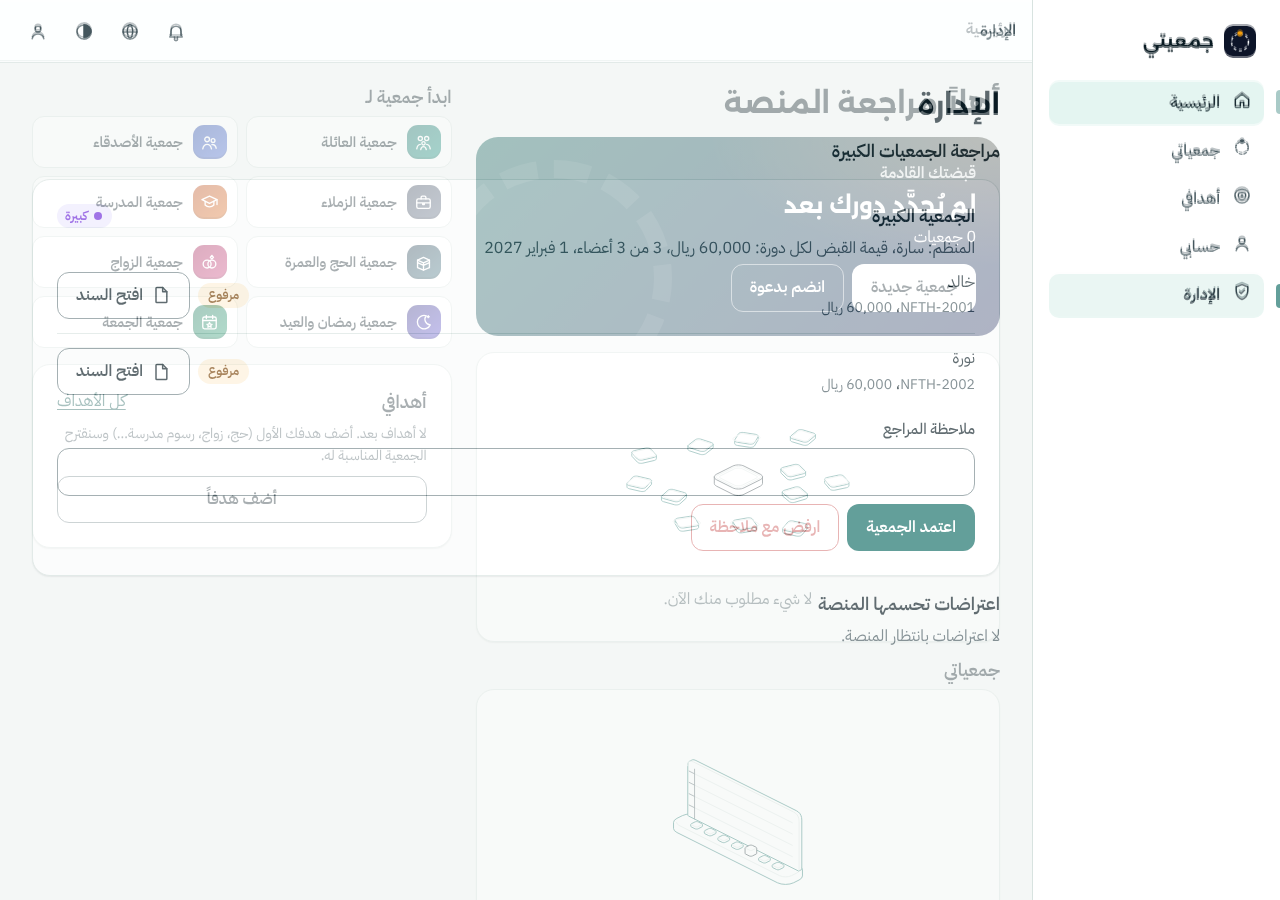 جمعيتي
الرئيسية
جمعياتي
أهدافي
حسابي
الإدارة
الإدارة
الإدارة
مراجعة المنصة
مراجعة الجمعيات الكبيرة
قبضتك القادمة
لم يُحدَّد دورك بعد
0 جمعيات
جمعية جديدة
انضم بدعوة
الجمعية الكبيرة
كبيرة
المنظم: سارة، قيمة القبض لكل دورة: 60,000 ريال، 3 من 3 أعضاء، 1 فبراير 2027
خالد
NFTH-2001، 60,000 ريال
مرفوع
افتح السند
نورة
NFTH-2002، 60,000 ريال
مرفوع
افتح السند
ملاحظة المراجع
اعتمد الجمعية
ارفض مع ملاحظة
لا شيء مطلوب منك الآن.
اعتراضات تحسمها المنصة
لا اعتراضات بانتظار المنصة.
جمعياتي
ابدأ جمعية لـ
جمعية العائلة
جمعية الأصدقاء
جمعية الزملاء
جمعية المدرسة
جمعية الحج والعمرة
جمعية الزواج
جمعية رمضان والعيد
جمعية الجمعة
أهدافي
كل الأهداف
لا أهداف بعد. أضف هدفك الأول (حج، زواج، رسوم مدرسة…) وسنقترح
الجمعية المناسبة له.
أضف هدفاً